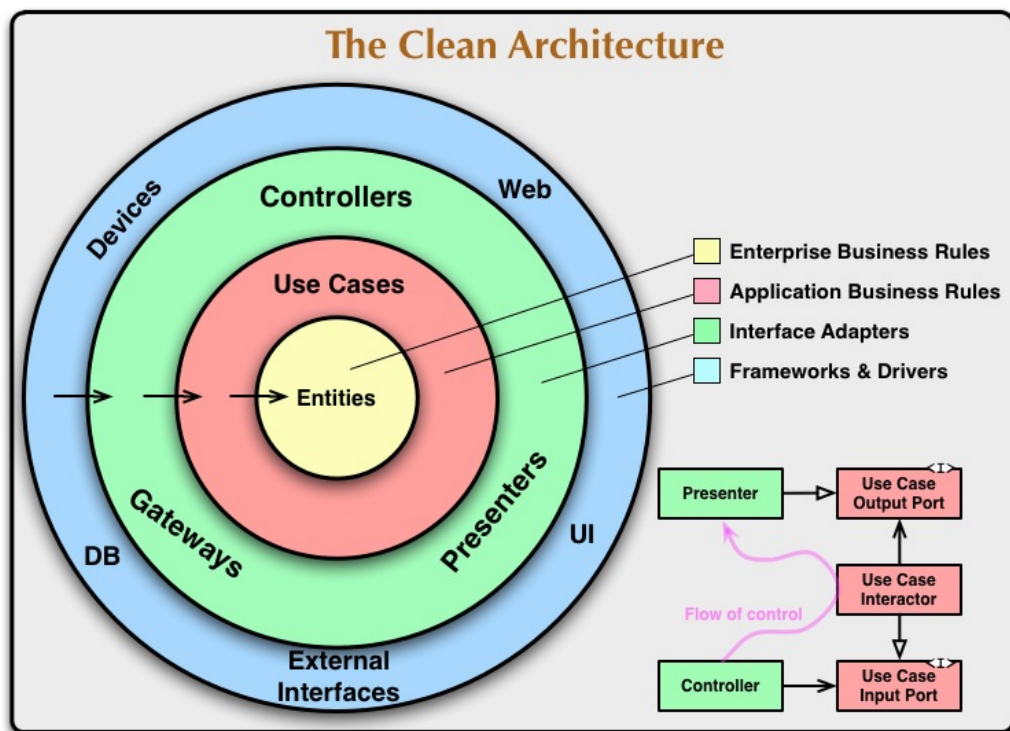 The Clean Architecture
Devices
Controllers
Web
Use Cases
Entities
Gateways
Presenters
DB
UI
External
Interfaces
Enterprise Business Rules
Application Business Rules
Interface Adapters
Frameworks & Drivers
Presenter
<I>
Use Case
Output Port
Use Case
Interactor
Flow of control
Controller
<I>
Use Case
Input Port